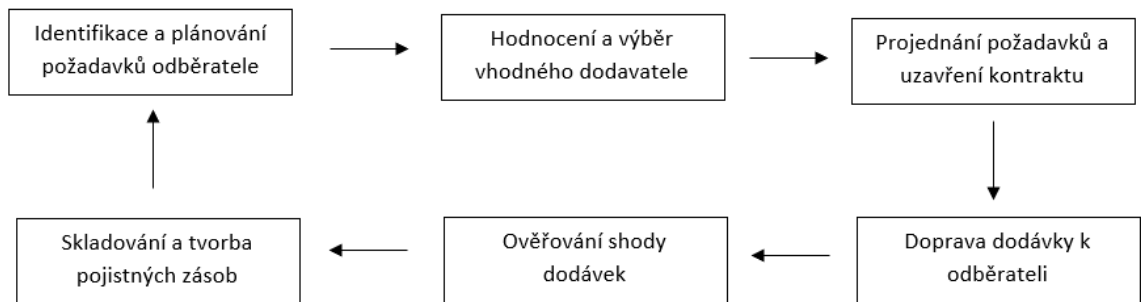 Identifikace a plánování
požadavků odběratele
Hodnocení a výběr
vhodného dodavatele
Projednání požadavků a
uzavření kontraktu
Doprava dodávky k
odběrateli
Ověřování shody
dodávek
Skladování a tvorba
pojistných zásob